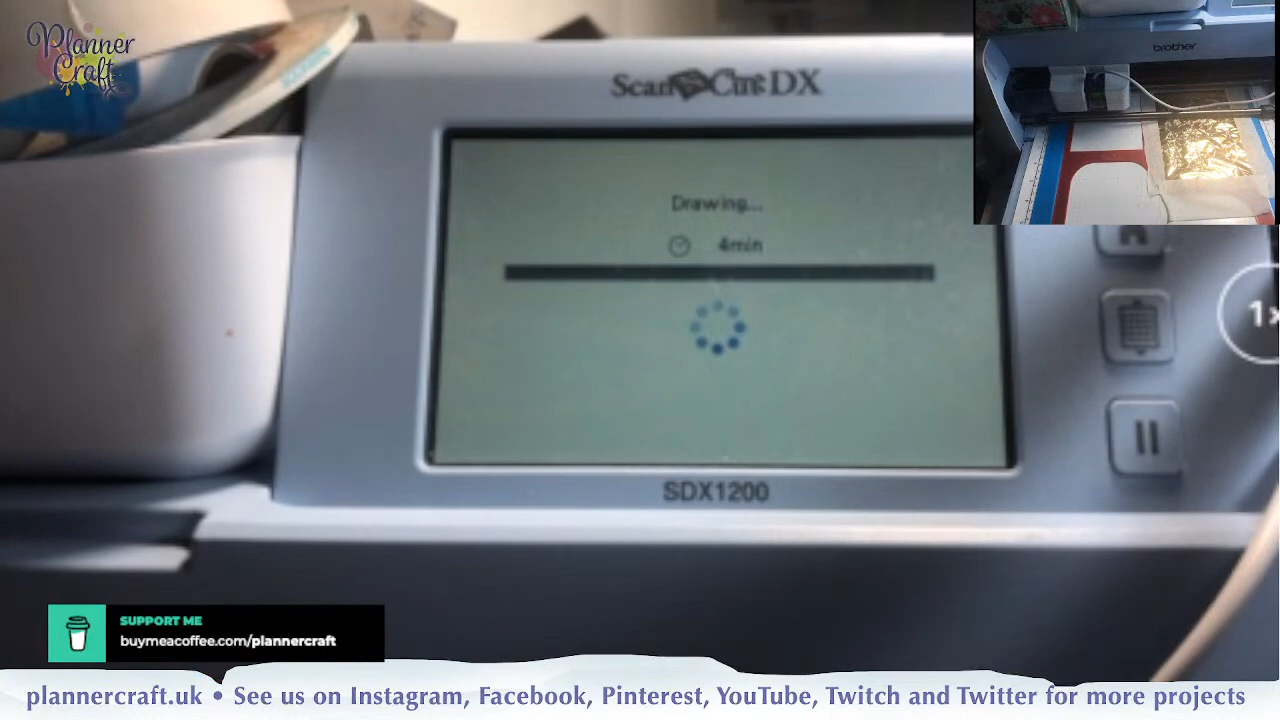 Planner
Craft
ScanNCut DX
brother
Drawing...
4min
1x
SDX1200
SUPPORT ME
buymeacoffee.com/plannercraft
plannercraft.uk • See us on Instagram, Facebook, Pinterest, YouTube, Twitch and Twitter for more projects